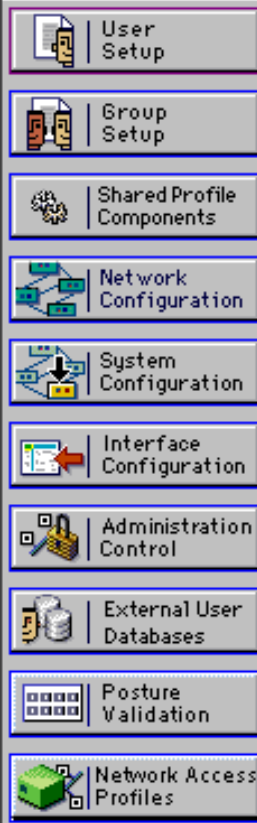 User
Setup
Group
Setup
Shared Profile
Components
Network
Configuration
System
Configuration
Interface
Configuration
Administration
Control
External User
Databases
Posture
Validation
Network Access
Profiles